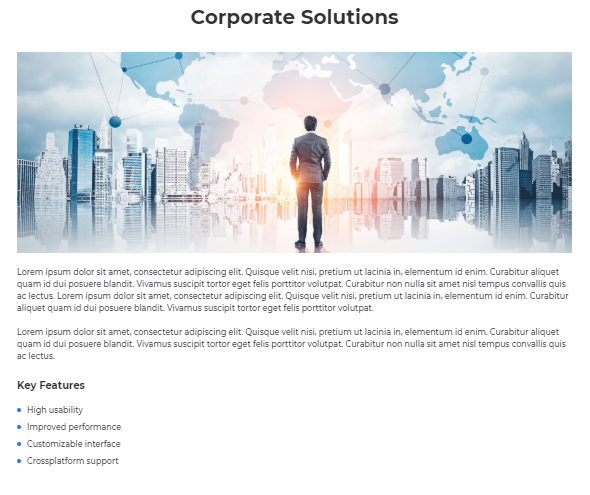 Corporate Solutions
Lorem ipsum dolor sit amet, consectetur adipiscing elit. Quisque velit nisi, pretium ut lacinia in, elementum id enim. Curabitur aliquet
quam id dui posuere blandit. Vivamus suscipit tortor eget felis porttitor volutpat. Curabitur non nulla sit amet nisl tempus convallis quis
ac lectus. Lorem ipsum dolor sit amet, consectetur adipiscing elit. Quisque velit nisi, pretium ut lacinia in, elementum id enim. Curabitur
aliquet quam id dui posuere blandit. Vivamus suscipit tortor eget felis porttitor volutpat.
Lorem ipsum dolor sit amet, consectetur adipiscing elit. Quisque velit nisi, pretium ut lacinia in, elementum id enim. Curabitur aliquet
quam id dui posuere blandit. Vivamus suscipit tortor eget felis porttitor volutpat. Curabitur non nulla sit amet nisl tempus convallis quis
ac lectus.
Key Features
High usability
Improved performance
Customizable interface
Crossplatform support